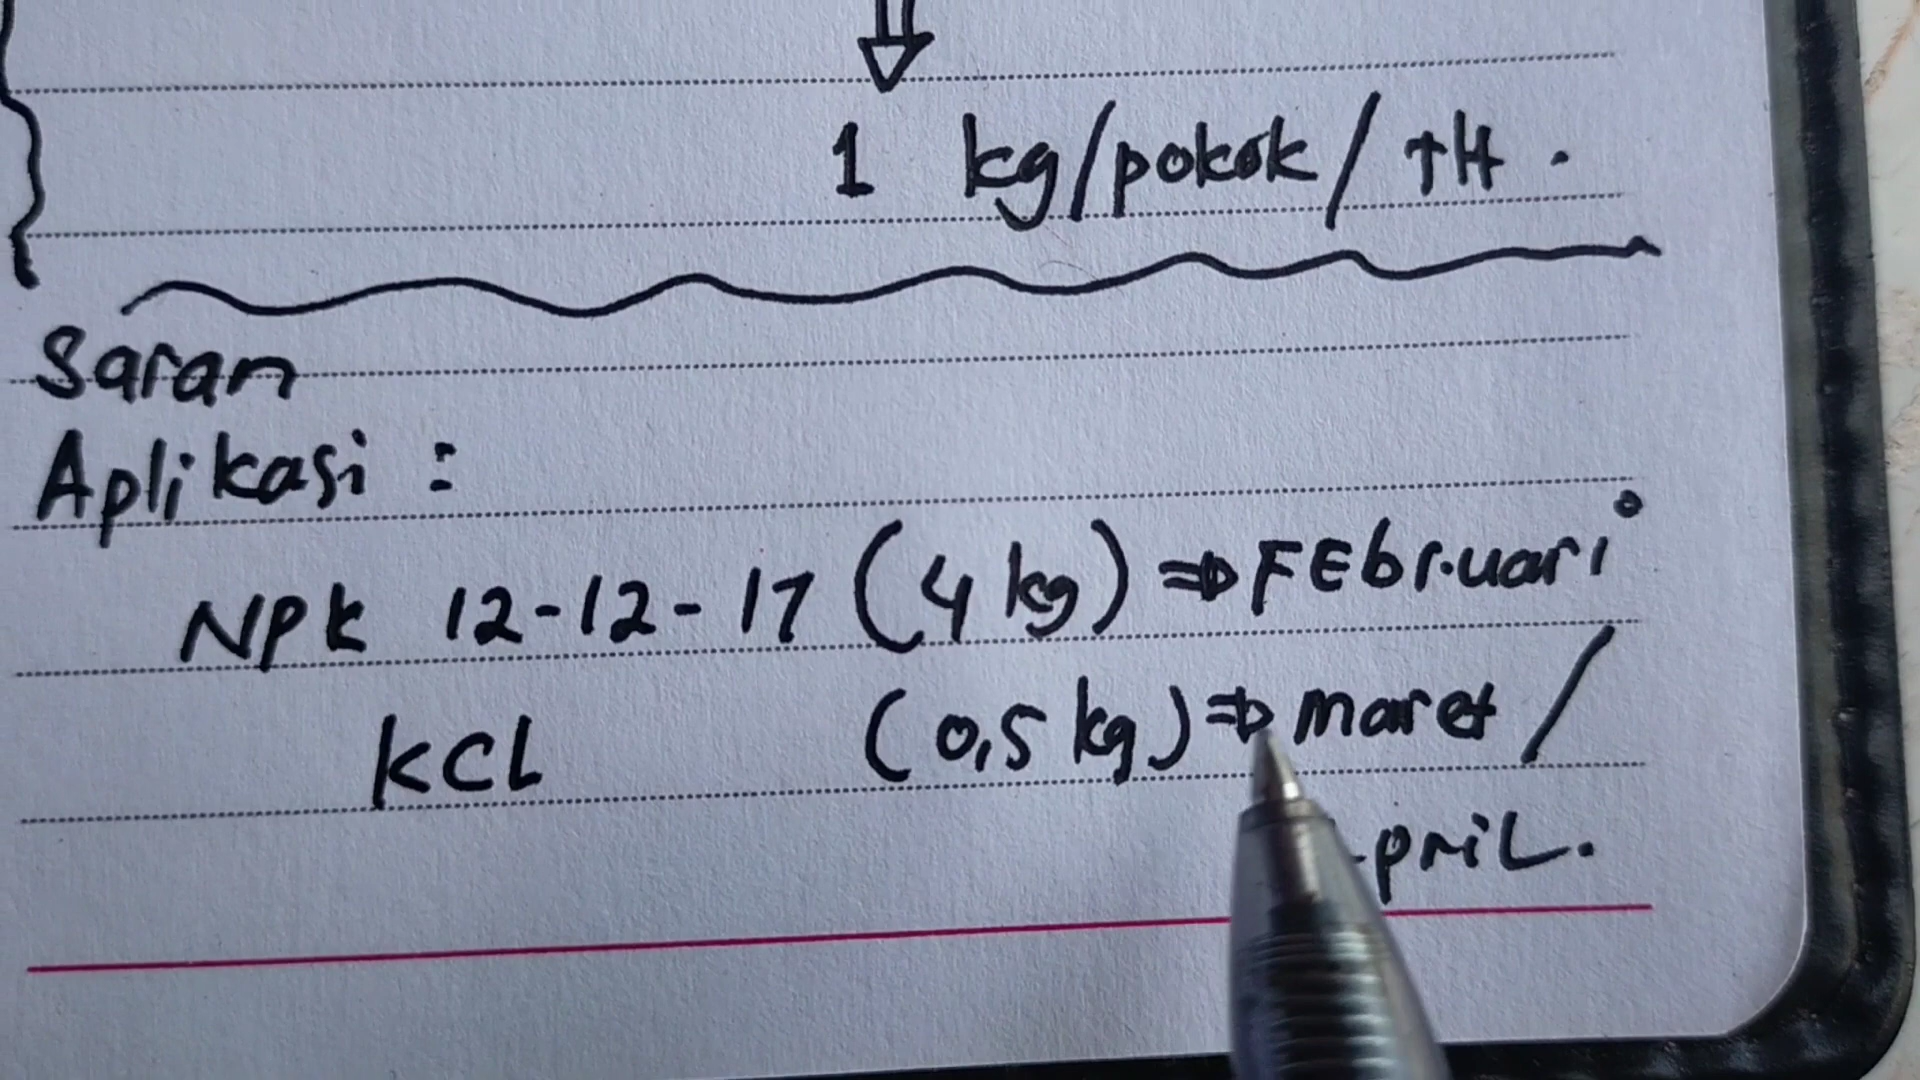 1 kg/pokok/TH.
Saran
Aplikasi :
NPK 12-12-17 (4 kg) ⇒ FEbruari
KCL (0,5 kg) ⇒ maret /
pril.